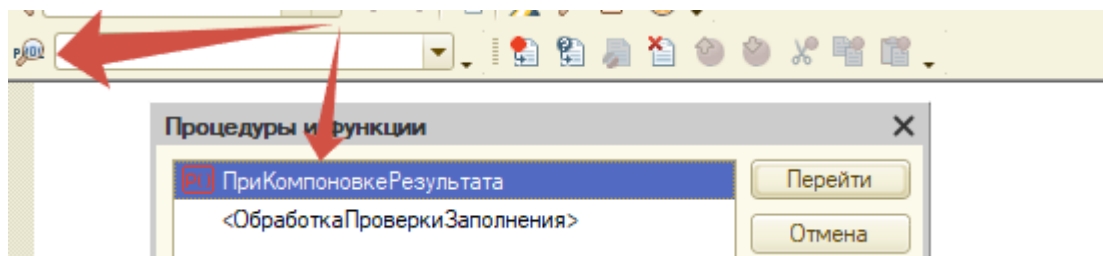 Процедуры и функции
ПриКомпоновкеРезультата
Перейти
<ОбработкаПроверкиЗаполнения>
Отмена